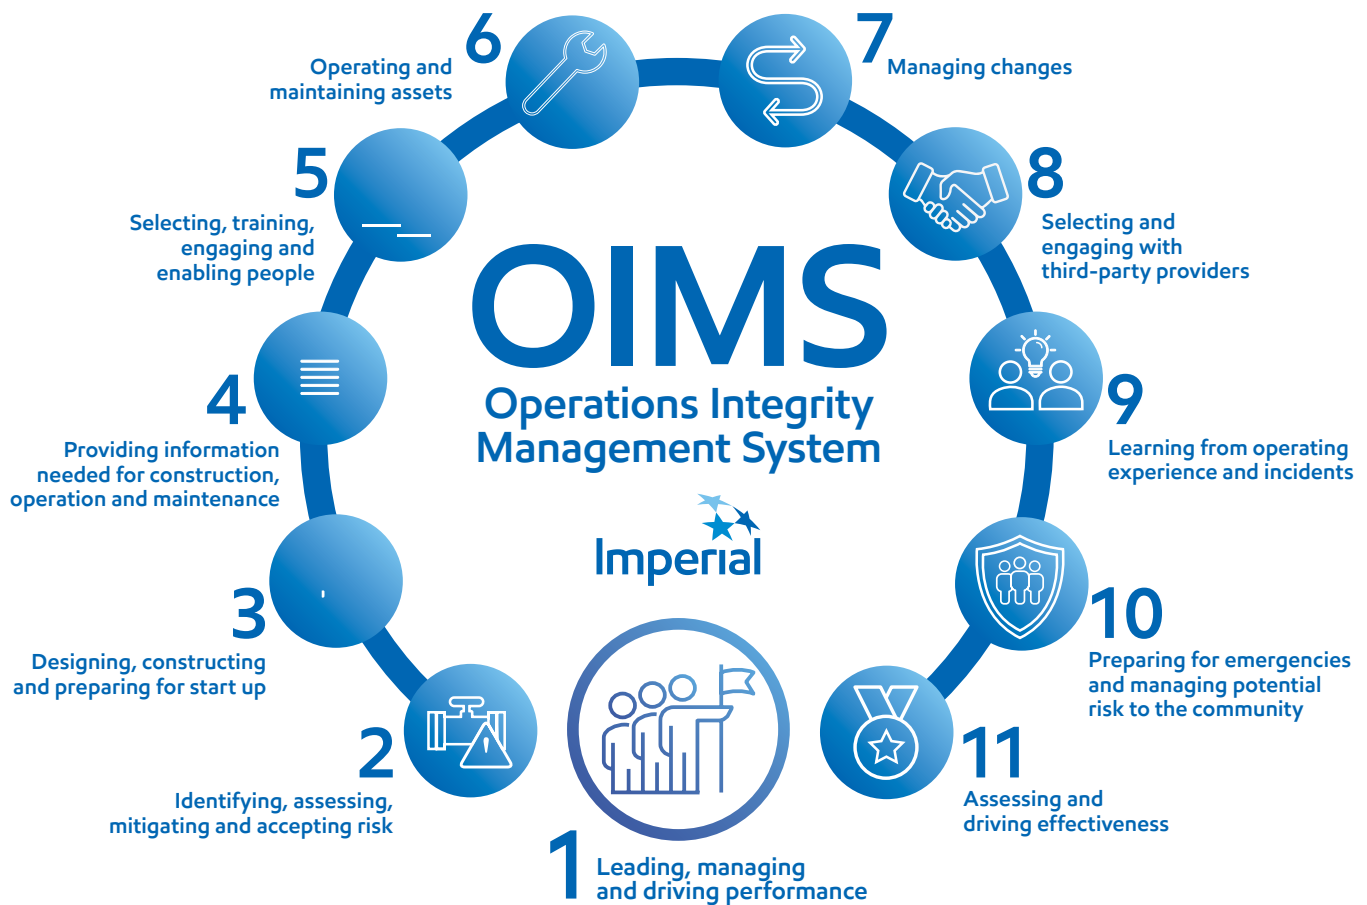 OIMS
Operations Integrity
Management System
Imperial
1
Leading, managing
and driving performance
2
Identifying, assessing,
mitigating and accepting risk
3
Designing, constructing
and preparing for start up
4
Providing information
needed for construction,
operation and maintenance
5
Selecting, training,
engaging and
enabling people
6
Operating and
maintaining assets
7
Managing changes
8
Selecting and
engaging with
third-party providers
9
Learning from operating
experience and incidents
10
Preparing for emergencies
and managing potential
risk to the community
11
Assessing and
driving effectiveness